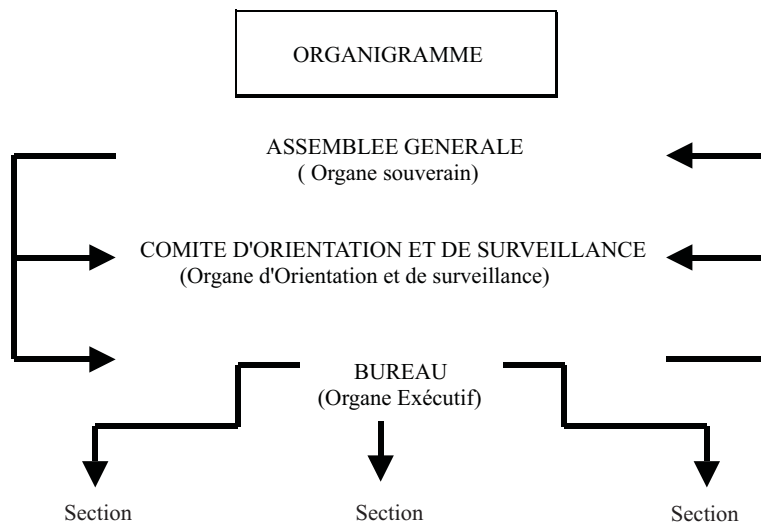 ORGANIGRAMME
ASSEMBLEE GENERALE
( Organe souverain)
COMITE D'ORIENTATION ET DE SURVEILLANCE
(Organe d'Orientation et de surveillance)
BUREAU
(Organe Exécutif)
Section Section Section